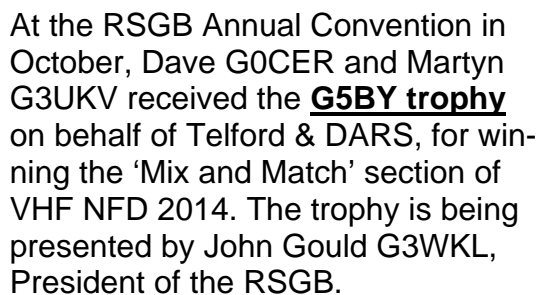 At the RSGB Annual Convention in
October, Dave G0CER and Martyn
G3UKV received the G5BY trophy
on behalf of Telford & DARS, for win-
ning the ‘Mix and Match’ section of
VHF NFD 2014. The trophy is being
presented by John Gould G3WKL,
President of the RSGB.